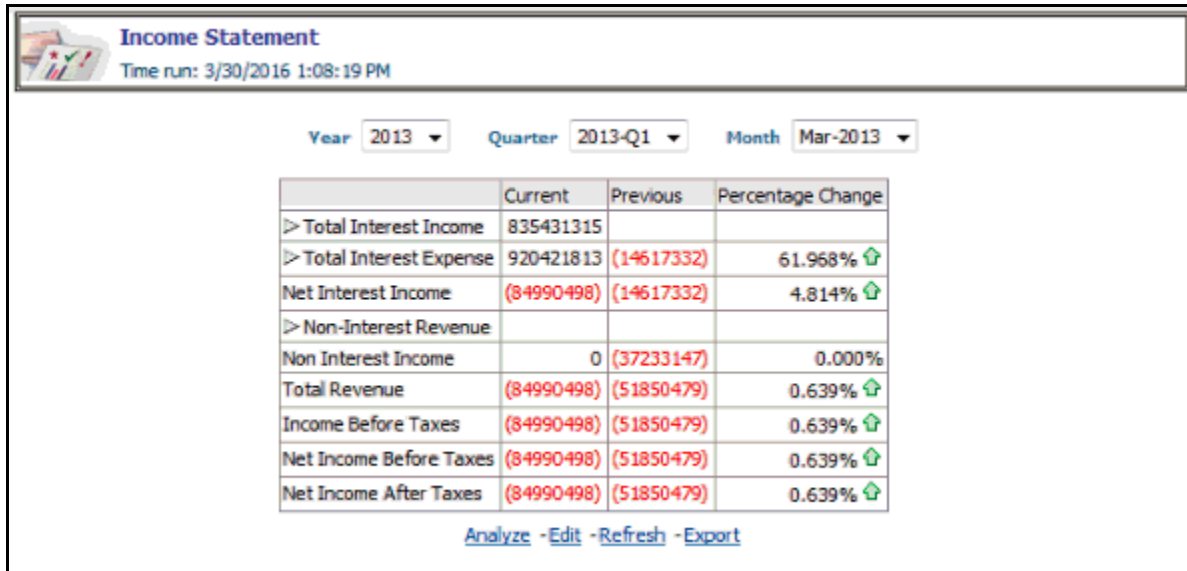 Income Statement
Time run: 3/30/2016 1:08:19 PM
Year 2013 Quarter 2013-Q1 Month Mar-2013
Current Previous Percentage Change
Total Interest Income 835431315
Total Interest Expense 920421813 (14617332) 61.968%
Net Interest Income (84990498) (14617332) 4.814%
Non-Interest Revenue
Non Interest Income 0 (37233147) 0.000%
Total Revenue (84990498) (51850479) 0.639%
Income Before Taxes (84990498) (51850479) 0.639%
Net Income Before Taxes (84990498) (51850479) 0.639%
Net Income After Taxes (84990498) (51850479) 0.639%
Analyze -Edit -Refresh -Export